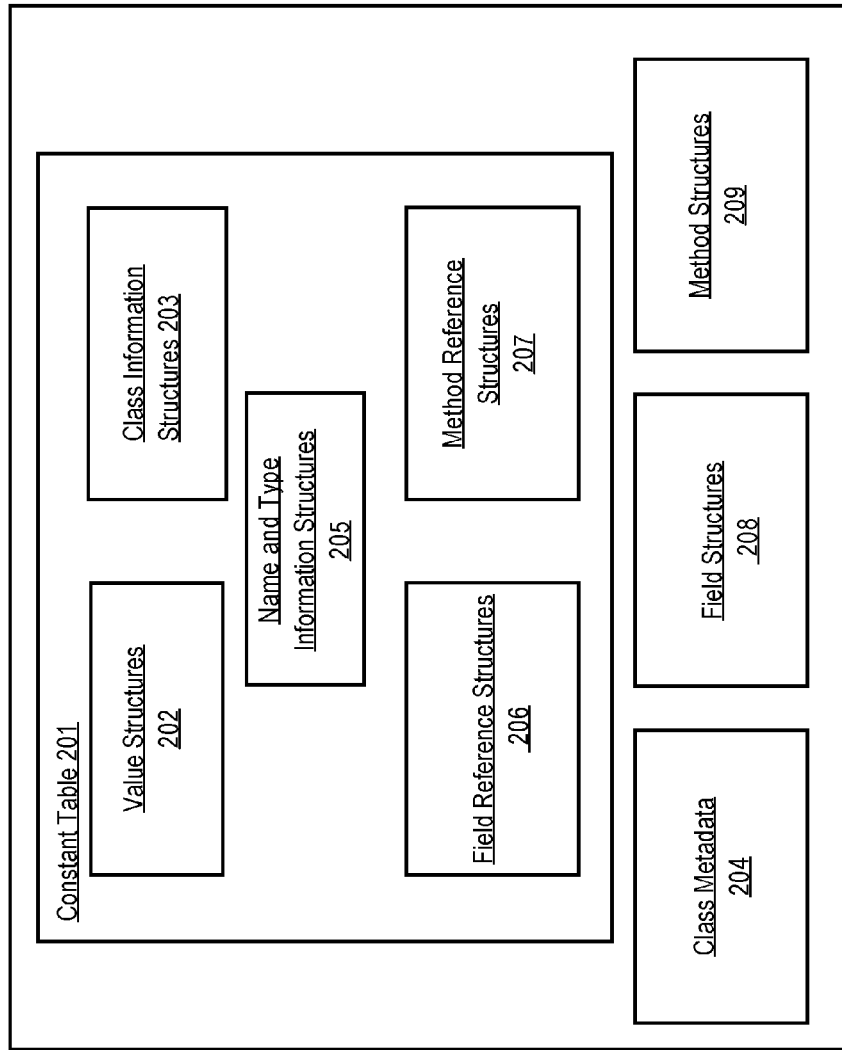 Constant Table 201
Value Structures
202
Class Information
Structures 203
Name and Type
Information Structures
205
Field Reference Structures
206
Method Reference
Structures
207
Class Metadata
204
Field Structures
208
Method Structures
209